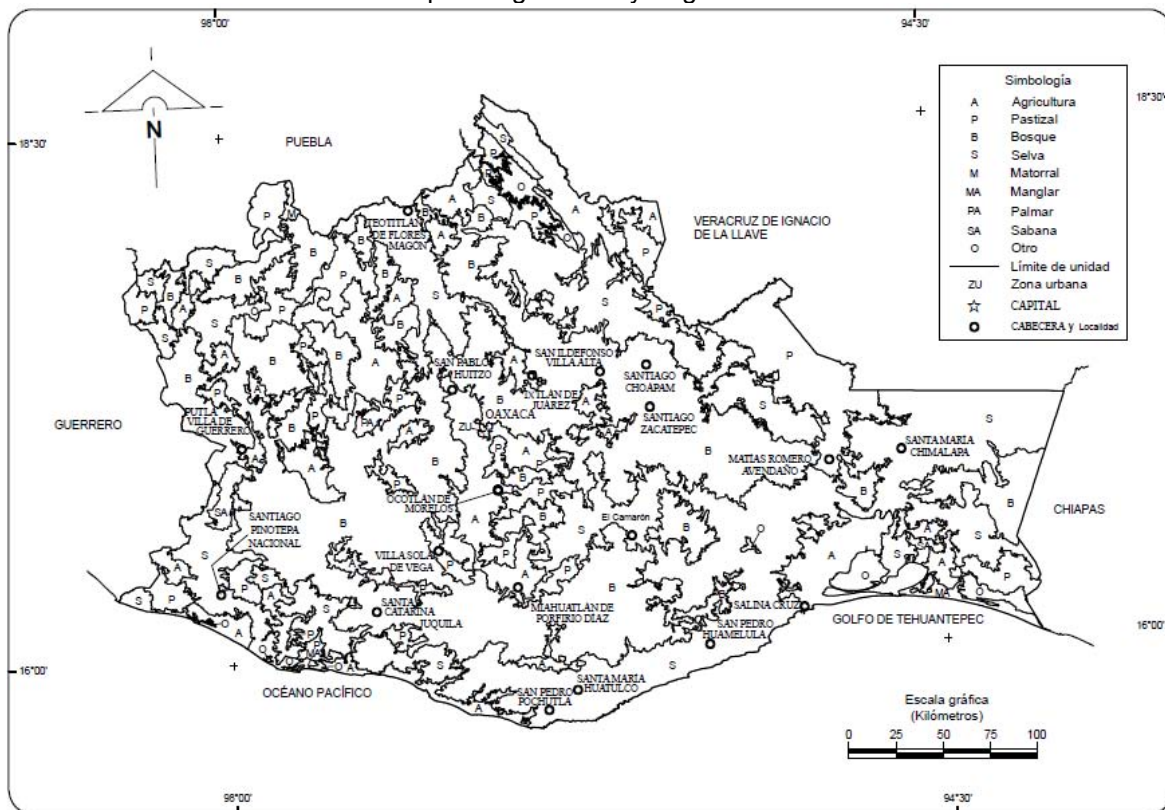 98°00'
94°30'
18°30'
18°30'
N
PUEBLA
VERACRUZ DE IGNACIO
DE LA LLAVE
GUERRERO
CHIAPAS
OCÉANO PACÍFICO
GOLFO DE TEHUANTEPEC
Simbología
A Agricultura
P Pastizal
B Bosque
S Selva
M Matorral
MA Manglar
PA Palmar
SA Sabana
O Otro
Límite de unidad
ZU Zona urbana
CAPITAL
CABECERA y Localidad
TEOTITLÁN
DE FLORES
MAGÓN
SAN PABLO
HUITZO
SAN ILDEFONSO
VILLA ALTA
IXTLÁN DE
JUÁREZ
SANTIAGO
CHOAPAM
SANTIAGO
ZACATEPEC
OAXACA
ZU
PUTLA
VILLA DE
GUERRERO
MATÍAS ROMERO
AVENDAÑO
SANTA MARÍA
CHIMALAPA
OCOTLÁN DE
MORELOS
El Camarón
SANTIAGO
PINOTEPA
NACIONAL
VILLA SOLA
DE VEGA
SANTA
CATARINA
JUQUILA
MIAHUATLÁN DE
PORFIRIO DÍAZ
SALINA CRUZ
SAN PEDRO
HUAMELULA
SANTA MARÍA
HUATULCO
SAN PEDRO
POCHUTLA
SA
PA
MA
MA
16°00'
16°00'
Escala gráfica
(Kilómetros)
0 25 50 75 100
98°00'
94°30'